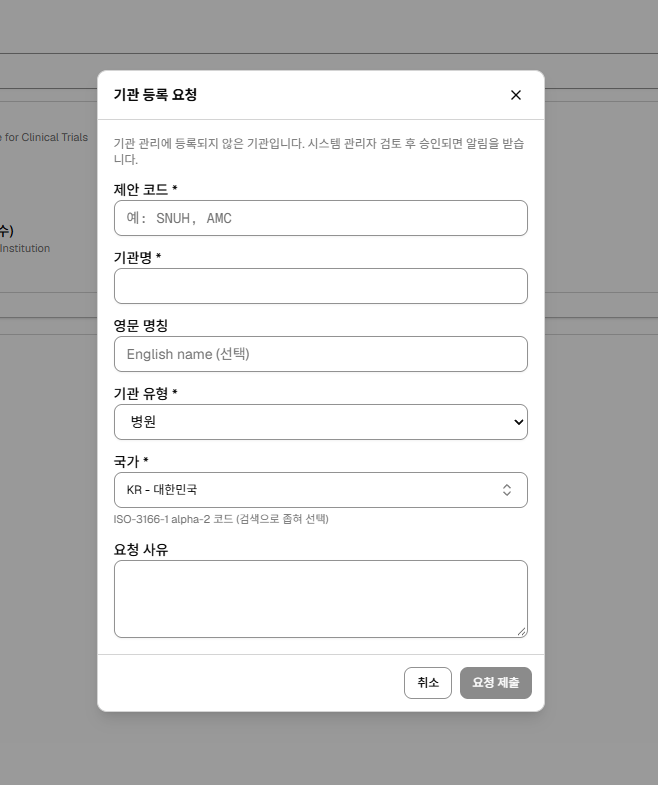 기관 등록 요청
for Clinical Trials
기관 관리에 등록되지 않은 기관입니다. 시스템 관리자 검토 후 승인되면 알림을 받습
니다.
제안 코드 *
예: SNUH, AMC
수)
Institution
기관명 *
영문 명칭
English name (선택)
기관 유형 *
병원
국가 *
KR - 대한민국
ISO-3166-1 alpha-2 코드 (검색으로 좁혀 선택)
요청 사유
취소
요청 제출